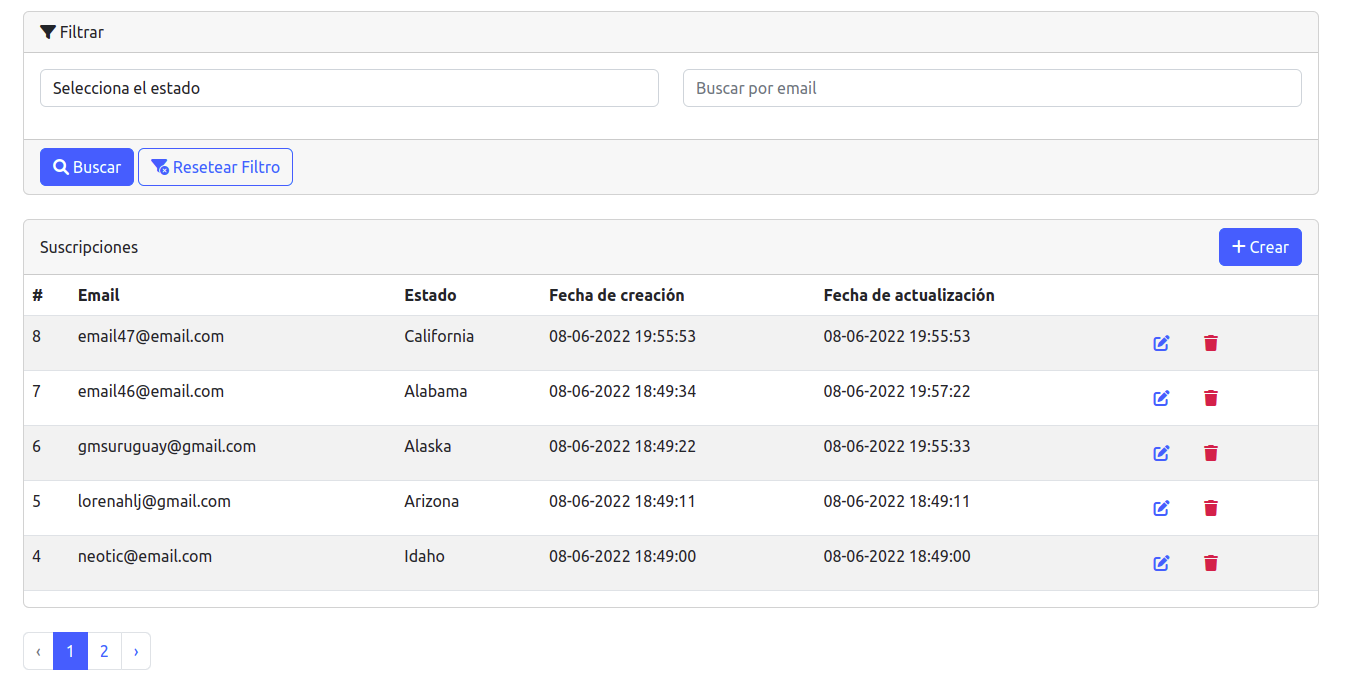 Filtrar
Selecciona el estado Buscar por email
Buscar Resetear Filtro
Suscripciones + Crear
# Email Estado Fecha de creación Fecha de actualización
8 email47@email.com California 08-06-2022 19:55:53 08-06-2022 19:55:53
7 email46@email.com Alabama 08-06-2022 18:49:34 08-06-2022 19:57:22
6 gmsuruguay@gmail.com Alaska 08-06-2022 18:49:22 08-06-2022 19:55:33
5 lorenahlj@gmail.com Arizona 08-06-2022 18:49:11 08-06-2022 18:49:11
4 neotic@email.com Idaho 08-06-2022 18:49:00 08-06-2022 18:49:00
‹ 1 2 ›